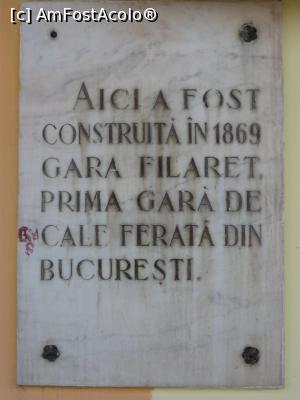 [c] AmFostAcolo®
AICI A FOST
CONSTRUITĂ ÎN 1869
GARA FILARET,
PRIMA GARĂ DE
CALE FERATĂ DIN
BUCUREȘTI.